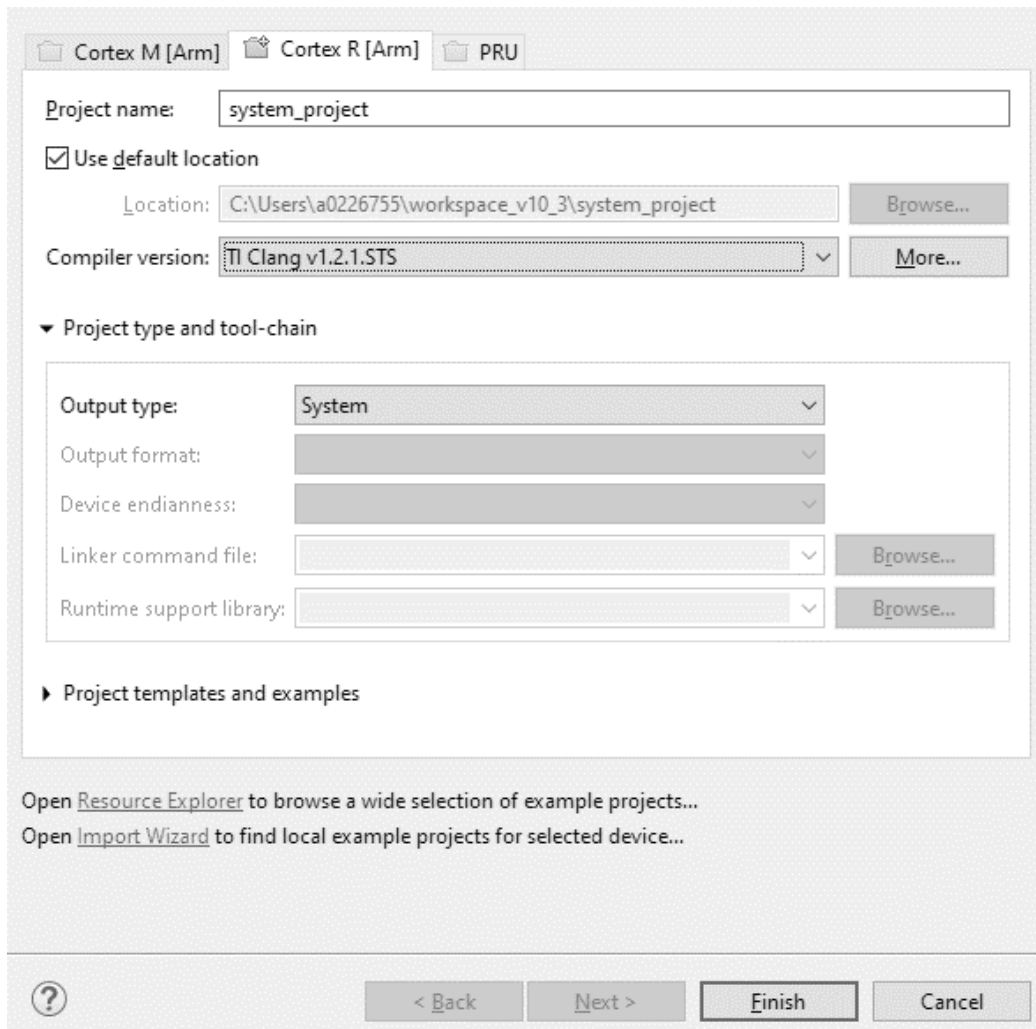 Cortex M [Arm] Cortex R [Arm] PRU
Project name: system_project
Use default location
Location: C:\Users\a0226755\workspace_v10_3\system_project Browse...
Compiler version: TI Clang v1.2.1.STS More...
Project type and tool-chain
Output type: System
Output format:
Device endianness:
Linker command file: Browse...
Runtime support library: Browse...
Project templates and examples
Open Resource Explorer to browse a wide selection of example projects...
Open Import Wizard to find local example projects for selected device...
? < Back Next > Finish Cancel